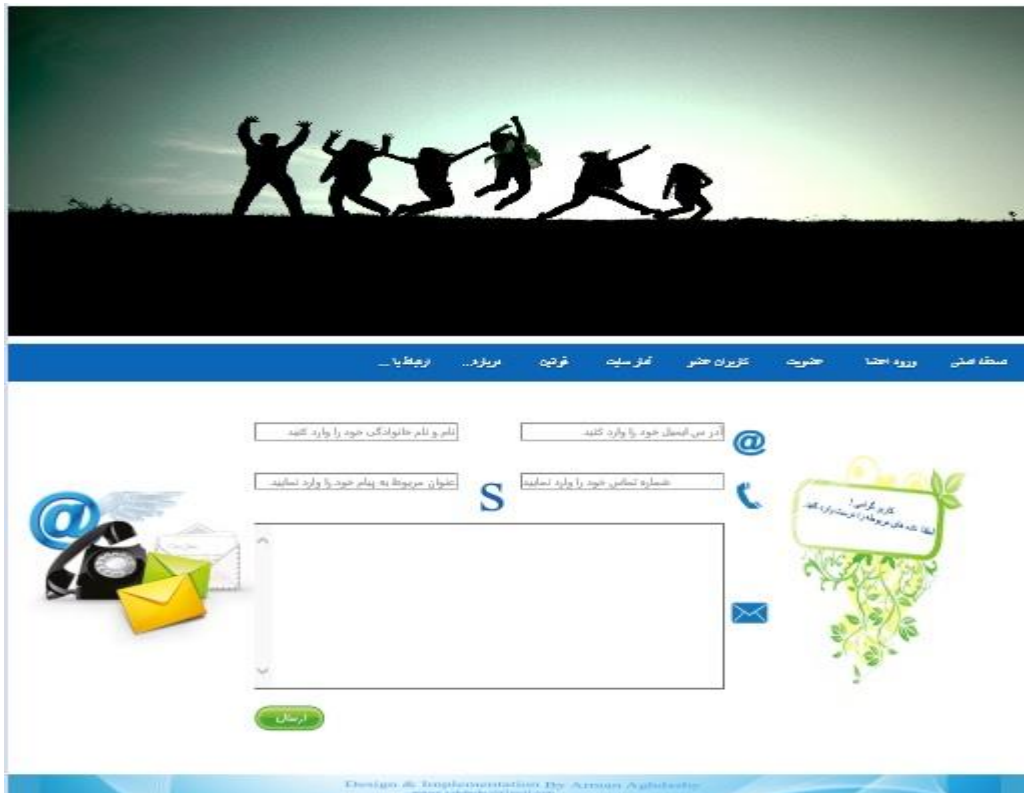 صفحه اصلی ورود اعضا عضویت کاربران عضو آمار سایت قوانین درباره... ارتباط با ...
آدرس ایمیل خود را وارد کنید. نام و نام خانوادگی خود را وارد کنید.
شماره تماس خود را وارد نمایید عنوان مربوط به پیام خود را وارد نمایید.
S
کاربر گرامی !
لطفا داده های مربوطه را درست وارد کنید.
ارسال
Design & Implementation By Arman